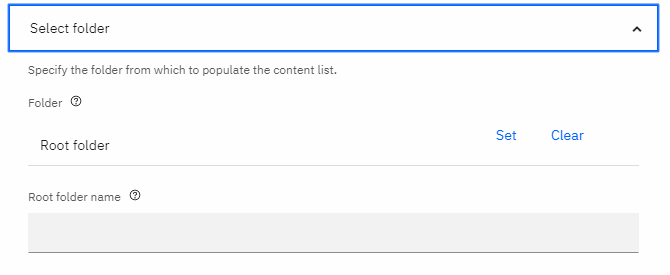 Select folder
Specify the folder from which to populate the content list.
Folder
Root folder Set Clear
Root folder name